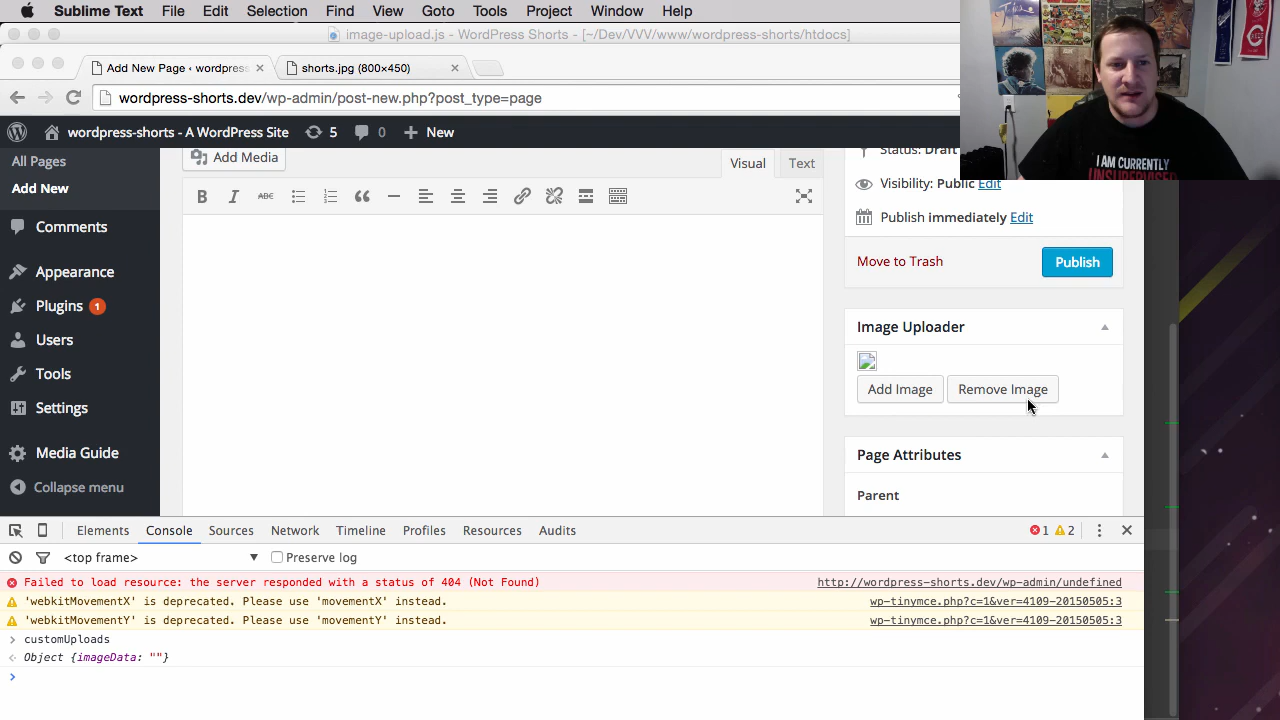 Sublime Text File Edit Selection Find View Goto Tools Project Window Help
image-upload.js - WordPress Shorts - [~/Dev/VVV/www/wordpress-shorts/htdocs]
Add New Page ‹ wordpress
shorts.jpg (800×450)
wordpress-shorts.dev/wp-admin/post-new.php?post_type=page
wordpress-shorts - A WordPress Site 5 0 + New
All Pages
Add New
Comments
Appearance
Plugins 1
Users
Tools
Settings
Media Guide
Collapse menu
Add Media
Visual Text
B I ABC
Status: Draft
Visibility: Public Edit
Publish immediately Edit
Move to Trash Publish
Image Uploader
Add Image Remove Image
Page Attributes
Parent
I AM CURRENTLY
UNSUPERVISED
Elements Console Sources Network Timeline Profiles Resources Audits 1 2
<top frame> Preserve log
Failed to load resource: the server responded with a status of 404 (Not Found) http://wordpress-shorts.dev/wp-admin/undefined
'webkitMovementX' is deprecated. Please use 'movementX' instead. wp-tinymce.php?c=1&ver=4109-20150505:3
'webkitMovementY' is deprecated. Please use 'movementY' instead. wp-tinymce.php?c=1&ver=4109-20150505:3
customUploads
Object {imageData: ""}